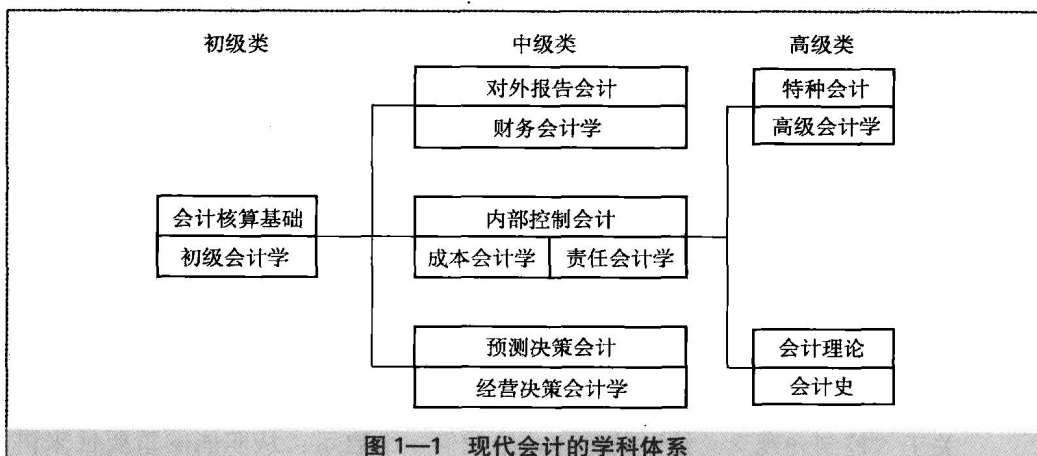 初级类
中级类
高级类
对外报告会计
财务会计学
特种会计
高级会计学
会计核算基础
初级会计学
内部控制会计
成本会计学
责任会计学
预测决策会计
经营决策会计学
会计理论
会计史
图 1—1 现代会计的学科体系